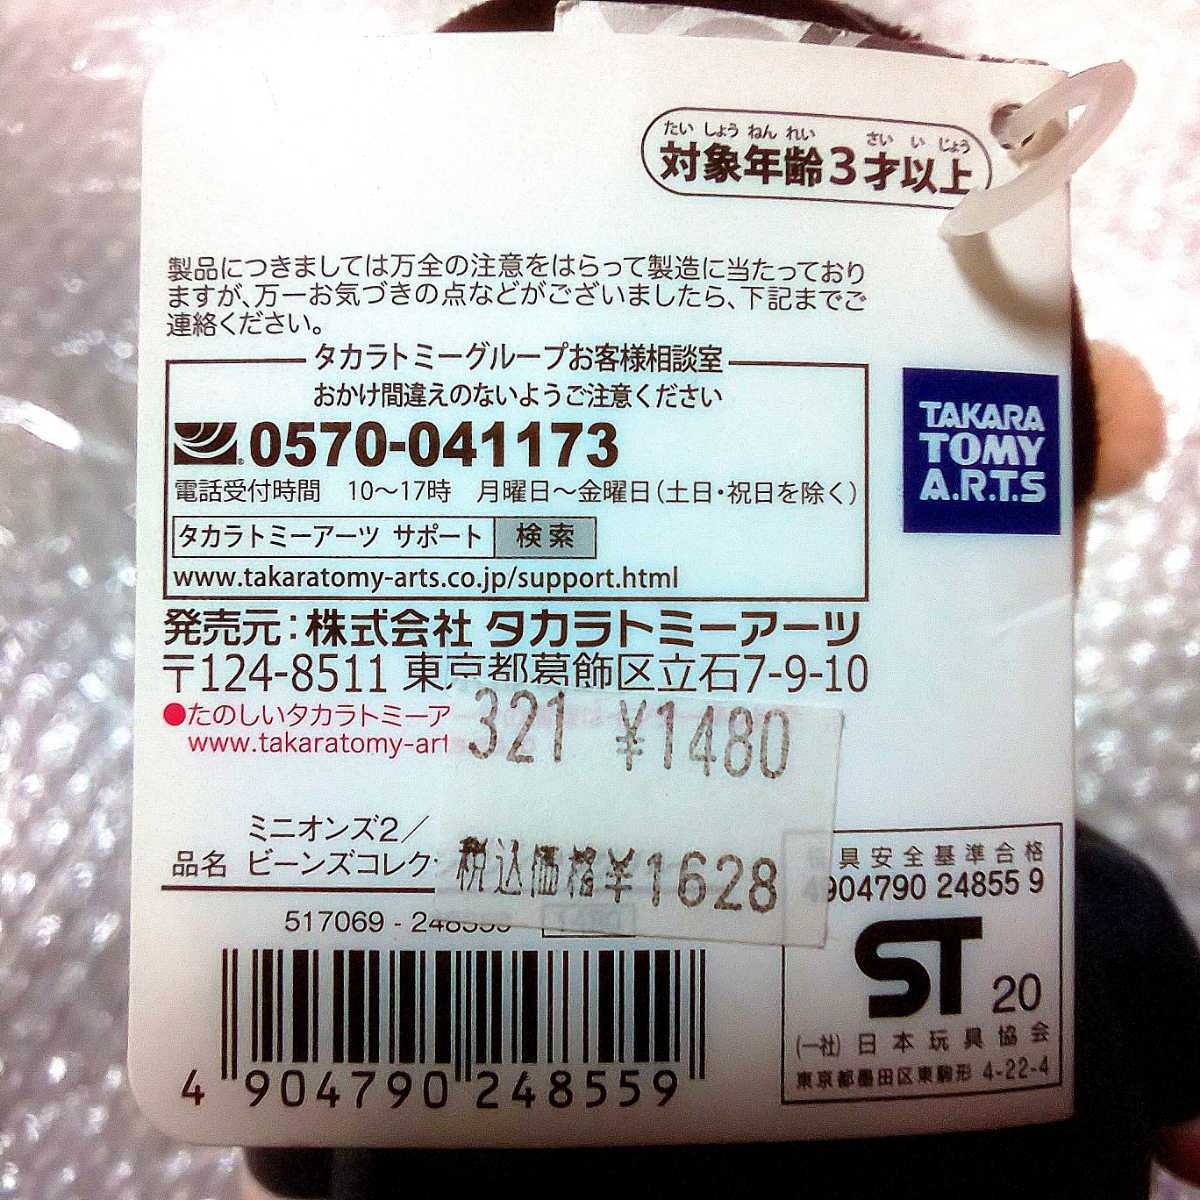 たい しょう ねん れい さい い じょう
対象年齢3才以上
製品につきましては万全の注意をはらって製造に当たっており
ますが、万一お気づきの点などがございましたら、下記までご
連絡ください。
タカラトミーグループお客様相談室
おかけ間違えのないようご注意ください
0570-041173
電話受付時間 10～17時 月曜日～金曜日(土日・祝日を除く)
タカラトミーアーツ サポート 検索
www.takaratomy-arts.co.jp/support.html
TAKARA
TOMY
A.R.T.S
発売元:株式会社 タカラトミーアーツ
〒124-8511 東京都葛飾区立石7-9-10
●たのしいタカラトミーア
www.takaratomy-art
321 ¥1480
税込価格¥1628
ミニオンズ2/
品名 ビーンズコレク
517069 - 248559
4 904790 248559
具安全基準合格
4904790 24855 9
ST 20
(一社)日本玩具協会
東京都墨田区東駒形 4-22-4